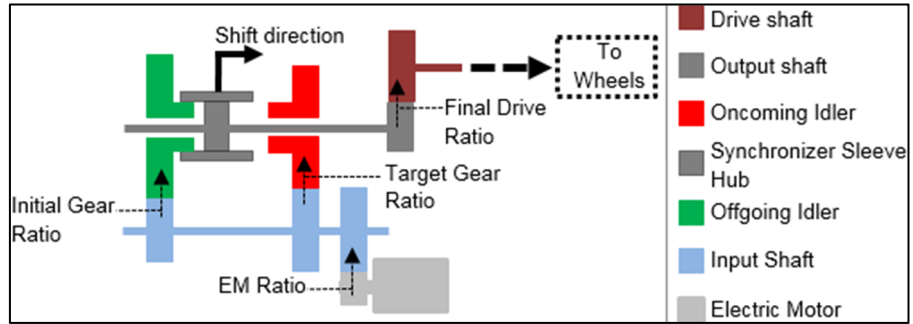 Shift direction
To
Wheels
Final Drive
Ratio
Target Gear
Ratio
Initial Gear
Ratio
EM Ratio
Drive shaft
Output shaft
Oncoming Idler
Synchronizer Sleeve
Hub
Offgoing Idler
Input Shaft
Electric Motor